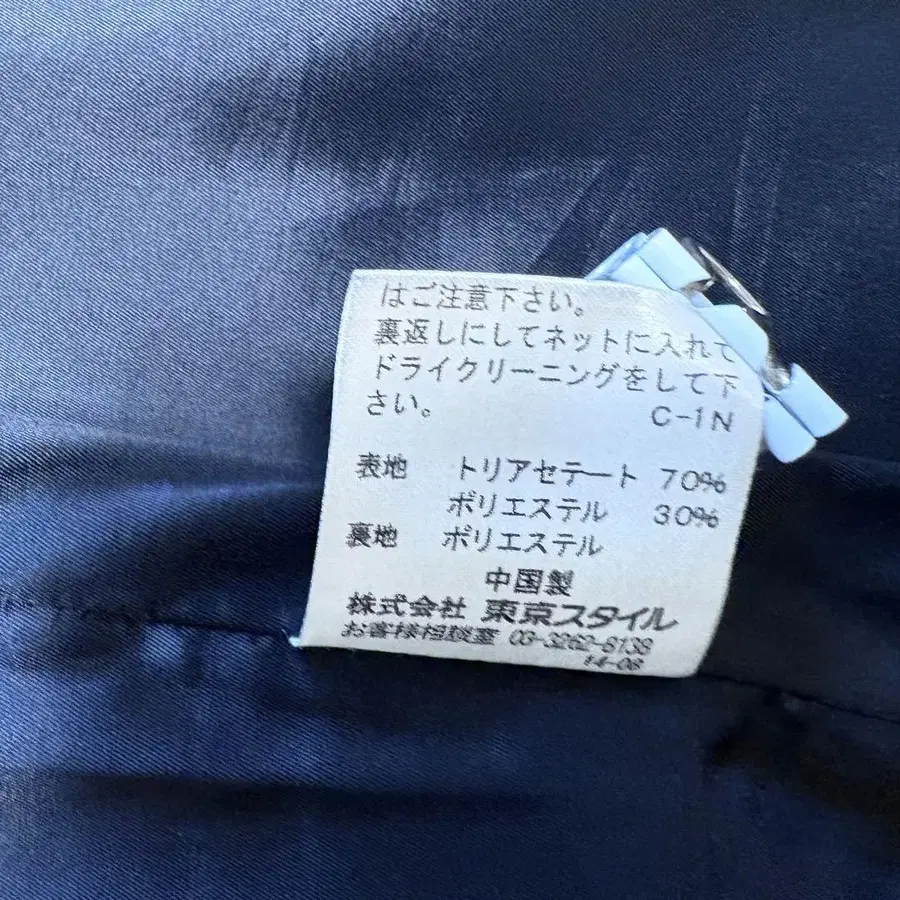 はご注意下さい。
裏返しにしてネットに入れて
ドライクリーニングをして下
さい。 C-1N
表地 トリアセテート 70%
ポリエステル 30%
裏地 ポリエステル
中国製
株式会社 東京スタイル
お客様相談室 03-3262-8138
14-06